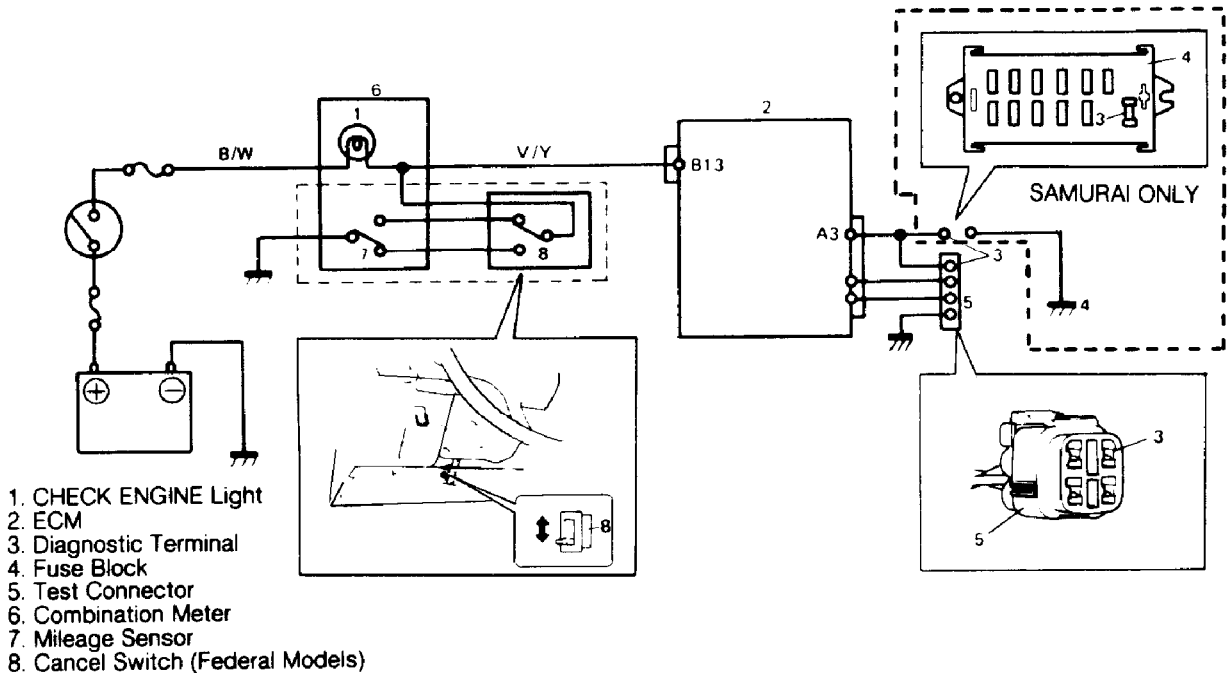 6
1
B/W
V/Y
2
B13
4
3
SAMURAI ONLY
A3
3
7
8
5
4
8
3
5
1. CHECK ENGINE Light
2. ECM
3. Diagnostic Terminal
4. Fuse Block
5. Test Connector
6. Combination Meter
7. Mileage Sensor
8. Cancel Switch (Federal Models)